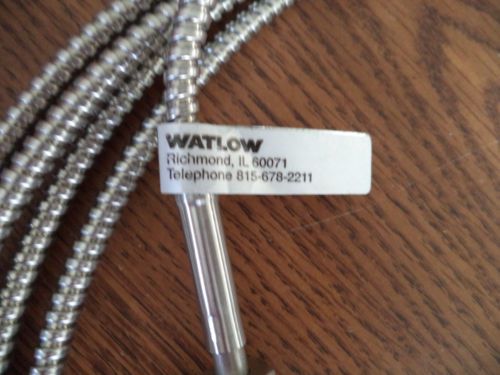 WATLOW
Richmond, IL 60071
Telephone 815-678-2211